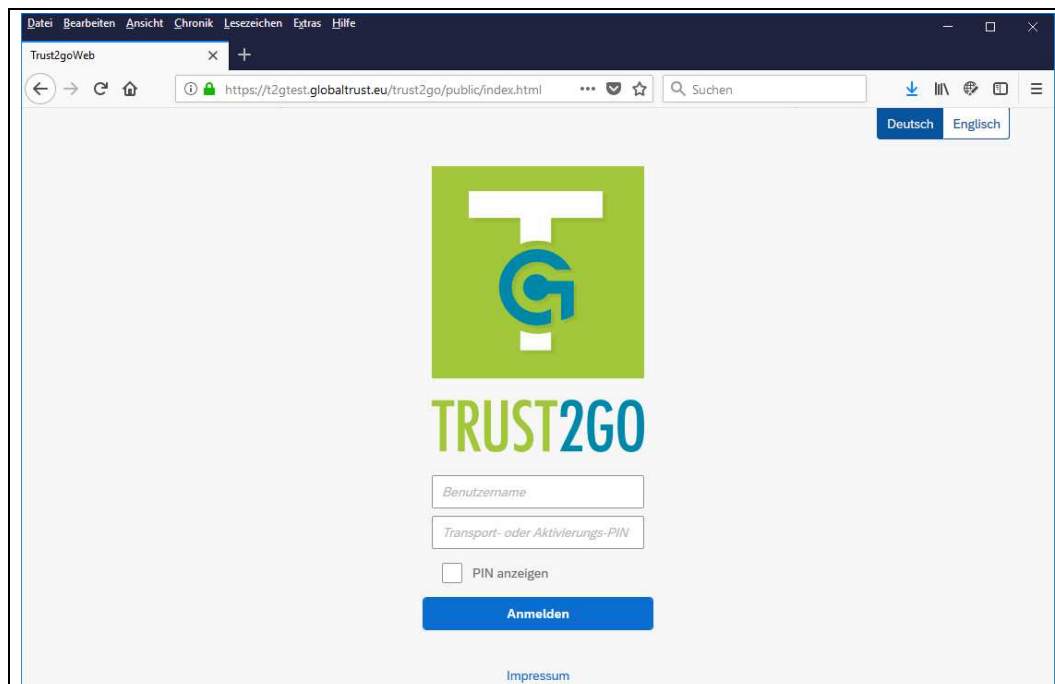 Datei Bearbeiten Ansicht Chronik Lesezeichen Extras Hilfe
Trust2goWeb
https://t2gtest.globaltrust.eu/trust2go/public/index.html
Suchen
Deutsch Englisch
TRUST2GO
Benutzername
Transport- oder Aktivierungs-PIN
PIN anzeigen
Anmelden
Impressum